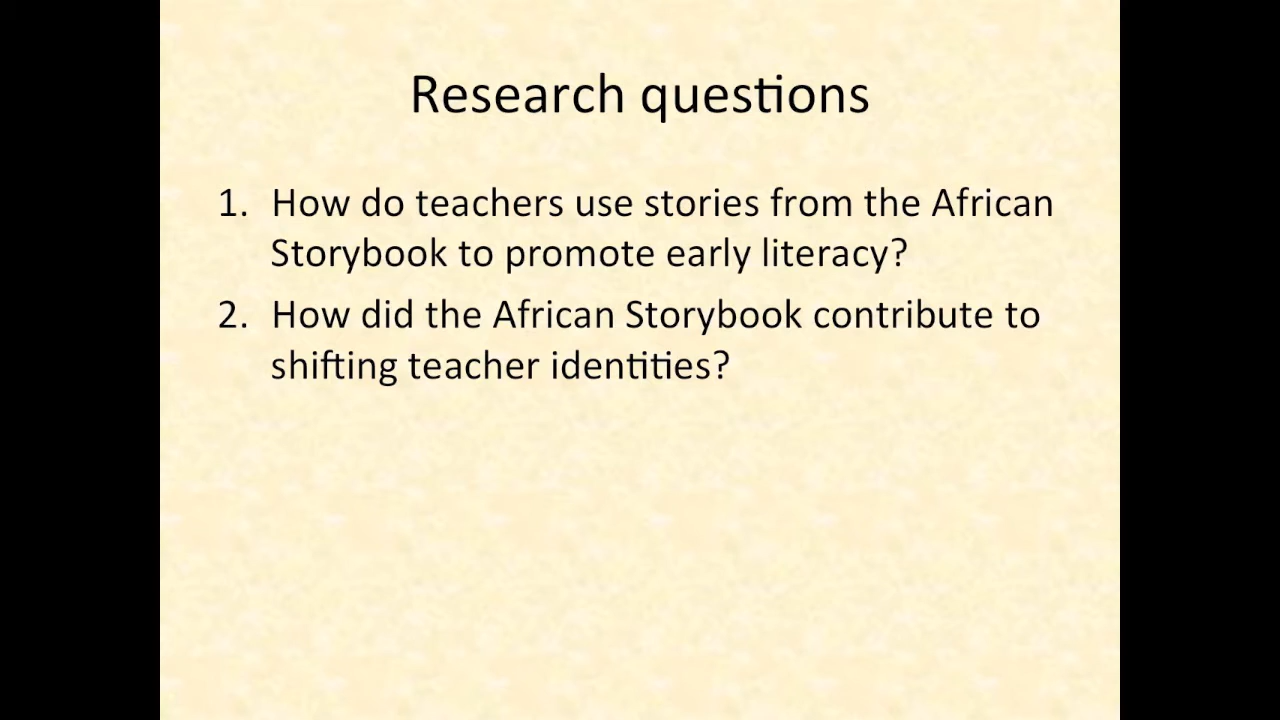 Research questions
1. How do teachers use stories from the African
Storybook to promote early literacy?
2. How did the African Storybook contribute to
shifting teacher identities?